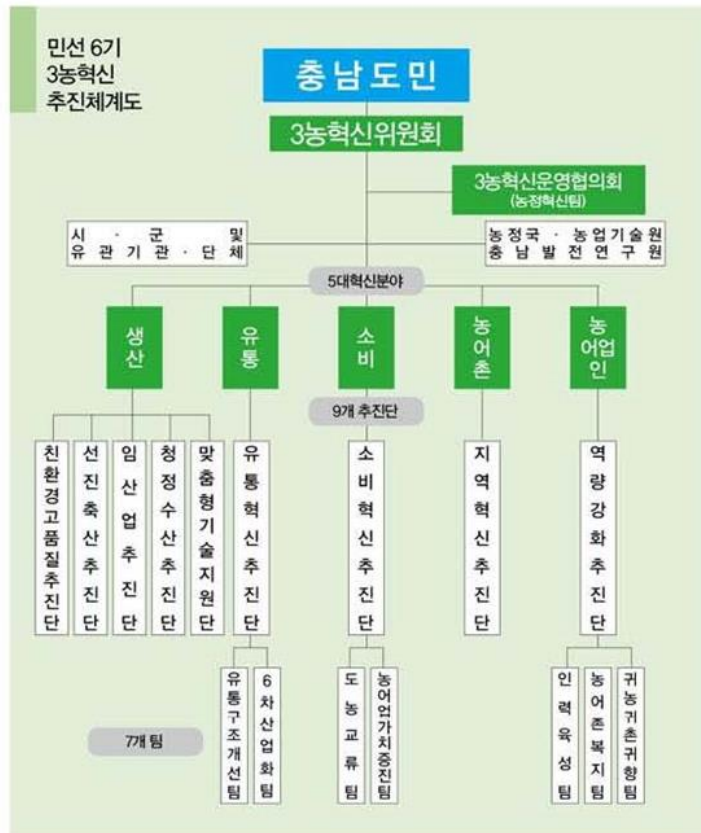 민선 6기
3농혁신
추진체계도
충남도민
3농혁신위원회
3농혁신운영협의회
(농정혁신팀)
시·군 및
유관기관·단체
농정국·농업기술원
충남발전연구원
5대혁신분야
생산
유통
소비
농어촌
농어업인
9개 추진단
친환경고품질추진단
선진축산추진단
임산업추진단
청정수산추진단
맞춤형기술지원단
유통혁신추진단
소비혁신추진단
지역혁신추진단
역량강화추진단
7개 팀
유통구조개선팀
6차산업화팀
도농교류팀
농어업가치증진팀
인력육성팀
농어촌복지팀
귀농귀촌귀향팀